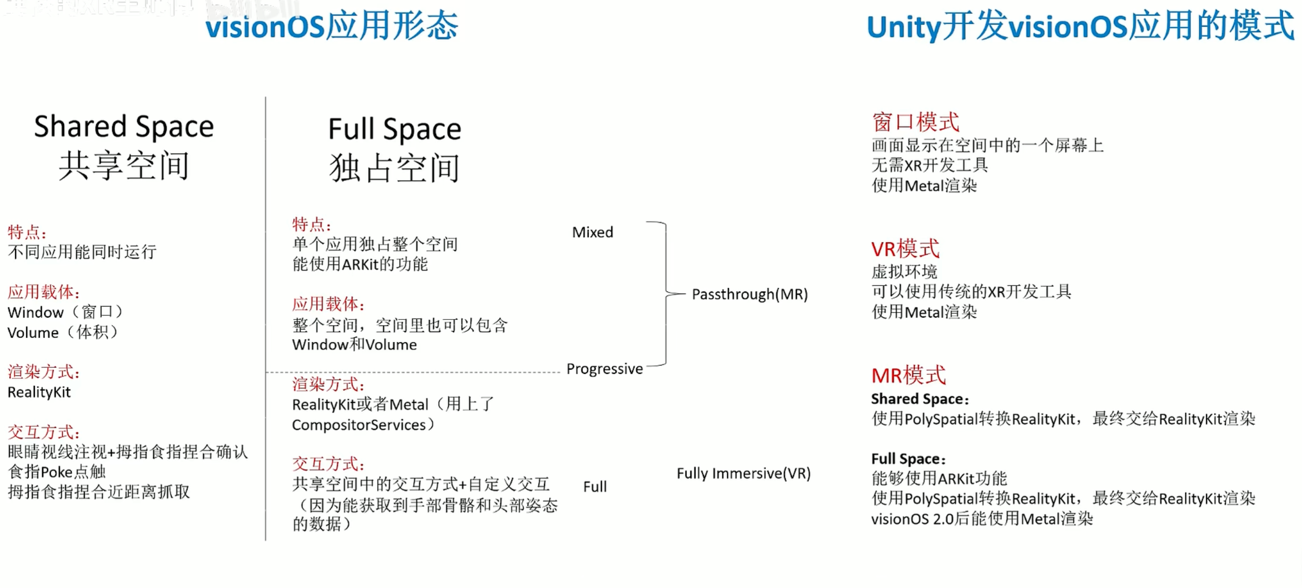 visionOS应用形态
Shared Space
共享空间
特点：
不同应用能同时运行
应用载体：
Window（窗口）
Volume（体积）
渲染方式：
RealityKit
交互方式：
眼睛视线注视+拇指食指捏合确认
食指Poke点触
拇指食指捏合近距离抓取
Full Space
独占空间
特点：
单个应用独占整个空间
能使用ARKit的功能
应用载体：
整个空间，空间里也可以包含
Window和Volume
渲染方式：
RealityKit或者Metal（用上了
CompositorServices）
交互方式：
共享空间中的交互方式+自定义交互
（因为能获取到手部骨骼和头部姿态
的数据）
Mixed
Passthrough(MR)
Progressive
Fully Immersive(VR)
Full
Unity开发visionOS应用的模式
窗口模式
画面显示在空间中的一个屏幕上
无需XR开发工具
使用Metal渲染
VR模式
虚拟环境
可以使用传统的XR开发工具
使用Metal渲染
MR模式
Shared Space：
使用PolySpatial转换RealityKit，最终交给RealityKit渲染
Full Space：
能够使用ARKit功能
使用PolySpatial转换RealityKit，最终交给RealityKit渲染
visionOS 2.0后能使用Metal渲染